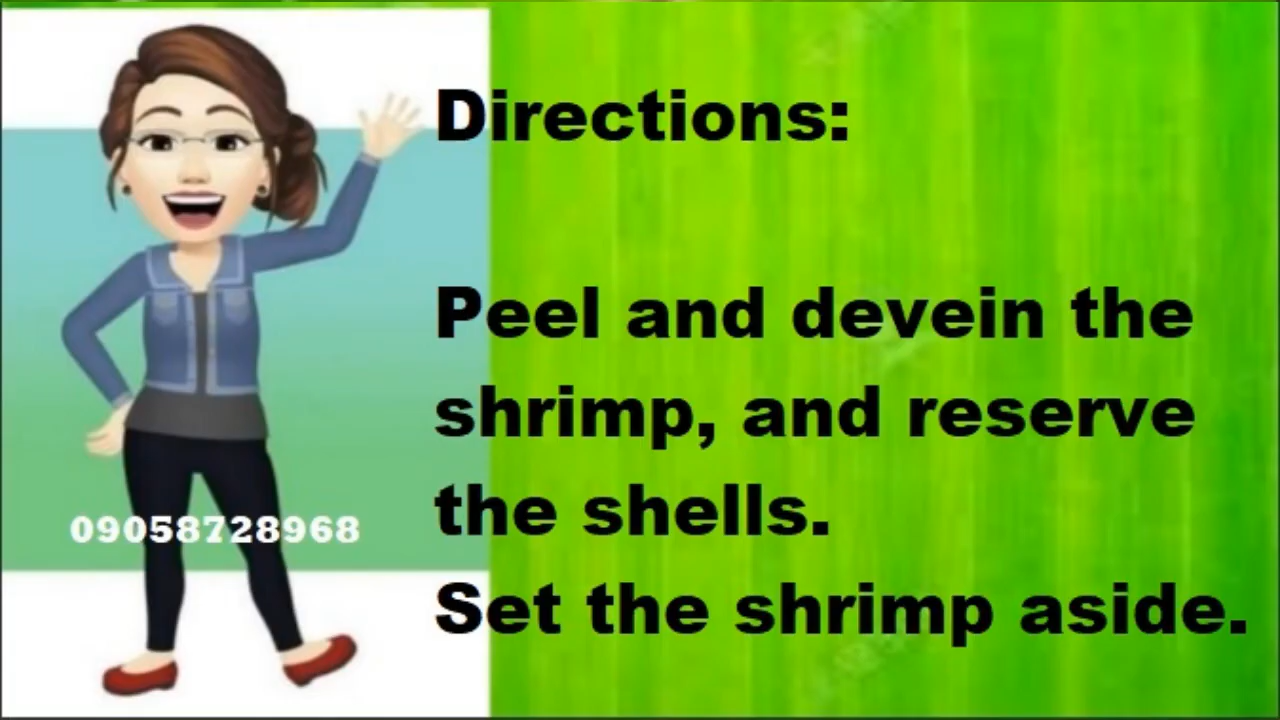 Directions:
Peel and devein the
shrimp, and reserve
the shells.
Set the shrimp aside.
09058728968